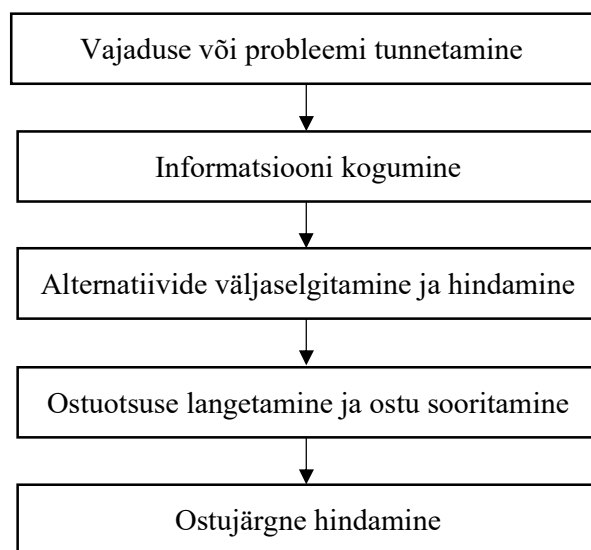 Vajaduse või probleemi tunnetamine
Informatsiooni kogumine
Alternatiivide väljaselgitamine ja hindamine
Ostuotsuse langetamine ja ostu sooritamine
Ostujärgne hindamine